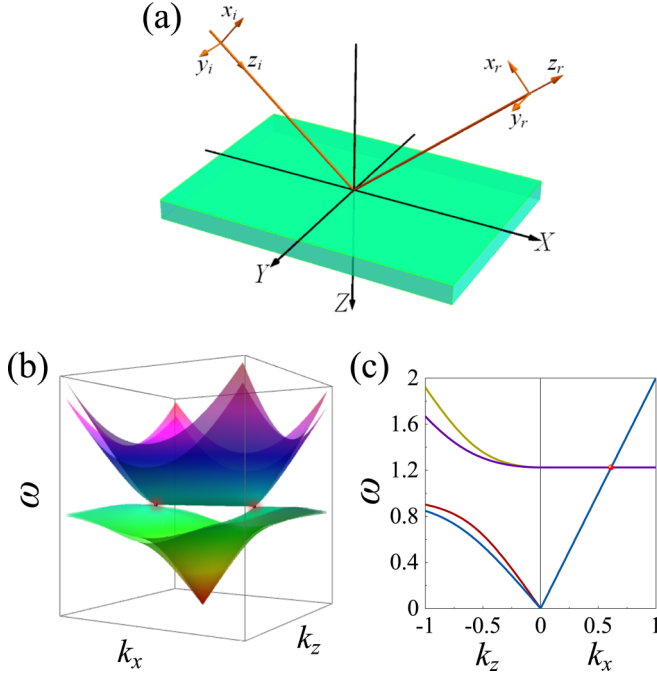 (a)
x_i
y_i
z_i
x_r
z_r
y_r
X
Y
Z
(b)
ω
k_x
k_z
(c)
2
1.6
1.2
0.8
0.4
0
ω
-1 -0.5 0 0.5 1
k_z k_x